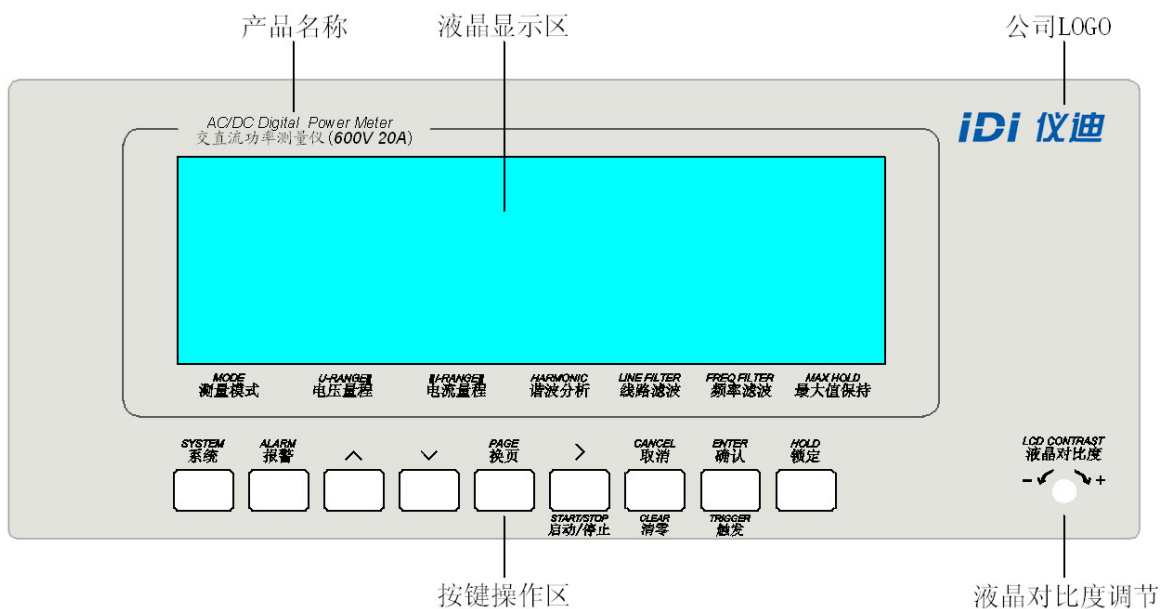 产品名称
液晶显示区
公司LOGO
AC/DC Digital Power Meter
交直流功率测量仪(600V 20A)
iDi 仪迪
MODE
测量模式
U-RANGE
电压量程
I-RANGE
电流量程
HARMONIC
谐波分析
LINE FILTER
线路滤波
FREQ FILTER
频率滤波
MAX HOLD
最大值保持
SYSTEM
系统
ALARM
报警
PAGE
换页
CANCEL
取消
ENTER
确认
HOLD
锁定
START/STOP
启动/停止
CLEAR
清零
TRIGGER
触发
LCD CONTRAST
液晶对比度
- +
按键操作区
液晶对比度调节